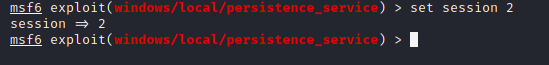 msf6 exploit(windows/local/persistence_service) > set session 2
session => 2
msf6 exploit(windows/local/persistence_service) >